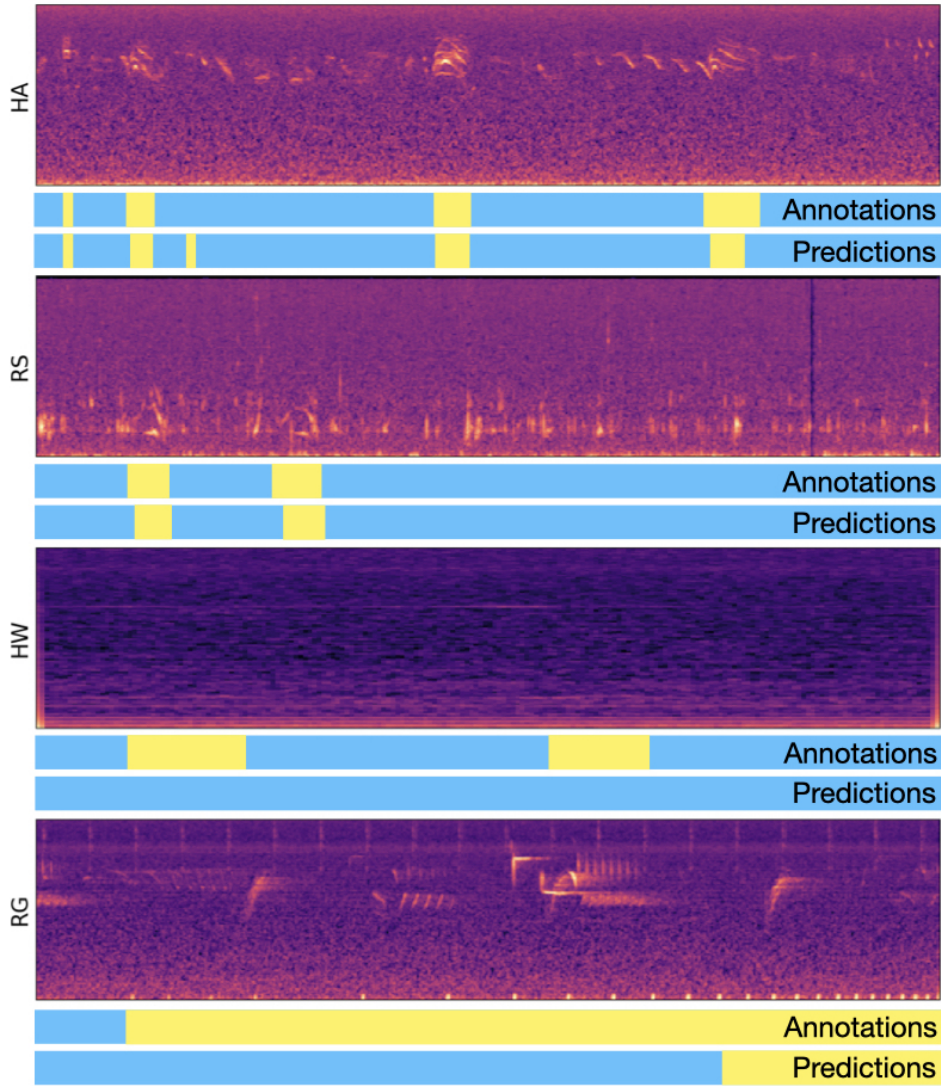 HA
Annotations
Predictions
RS
Annotations
Predictions
HW
Annotations
Predictions
RG
Annotations
Predictions